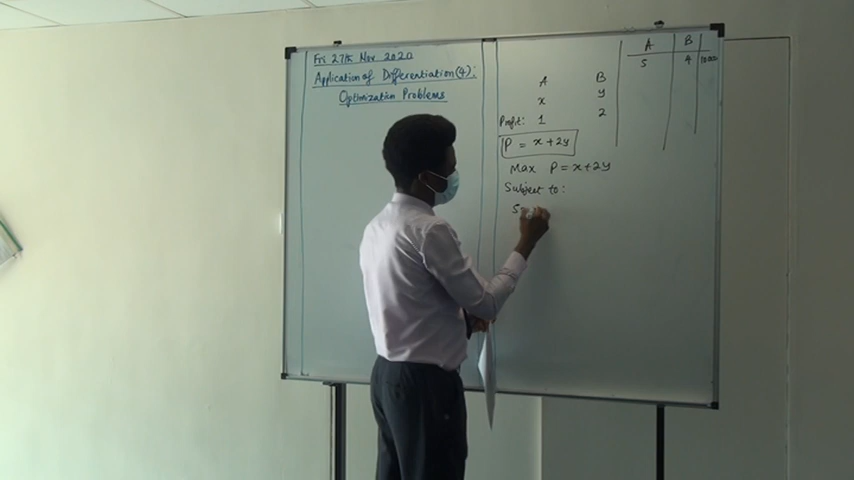 Fri 27th Nov 2020
Application of Differentiation (4):
Optimization Problems
A B
x y
Profit: 1 2
P = x+2y
Max P = x+2y
Subject to:
5
A B
5 4 1000